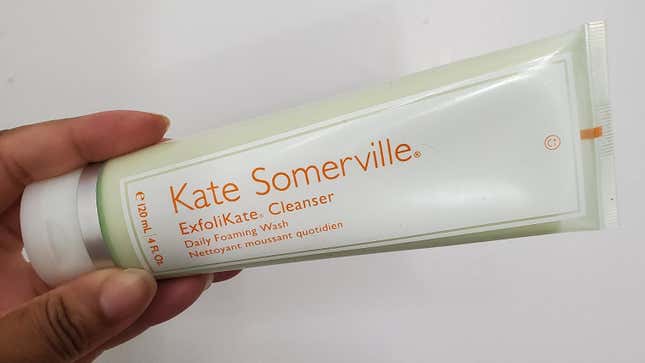 Kate Somerville®
ExfoliKate® Cleanser
Daily Foaming Wash
Nettoyant moussant quotidien
℮ 120 mL | 4 Fl. Oz.